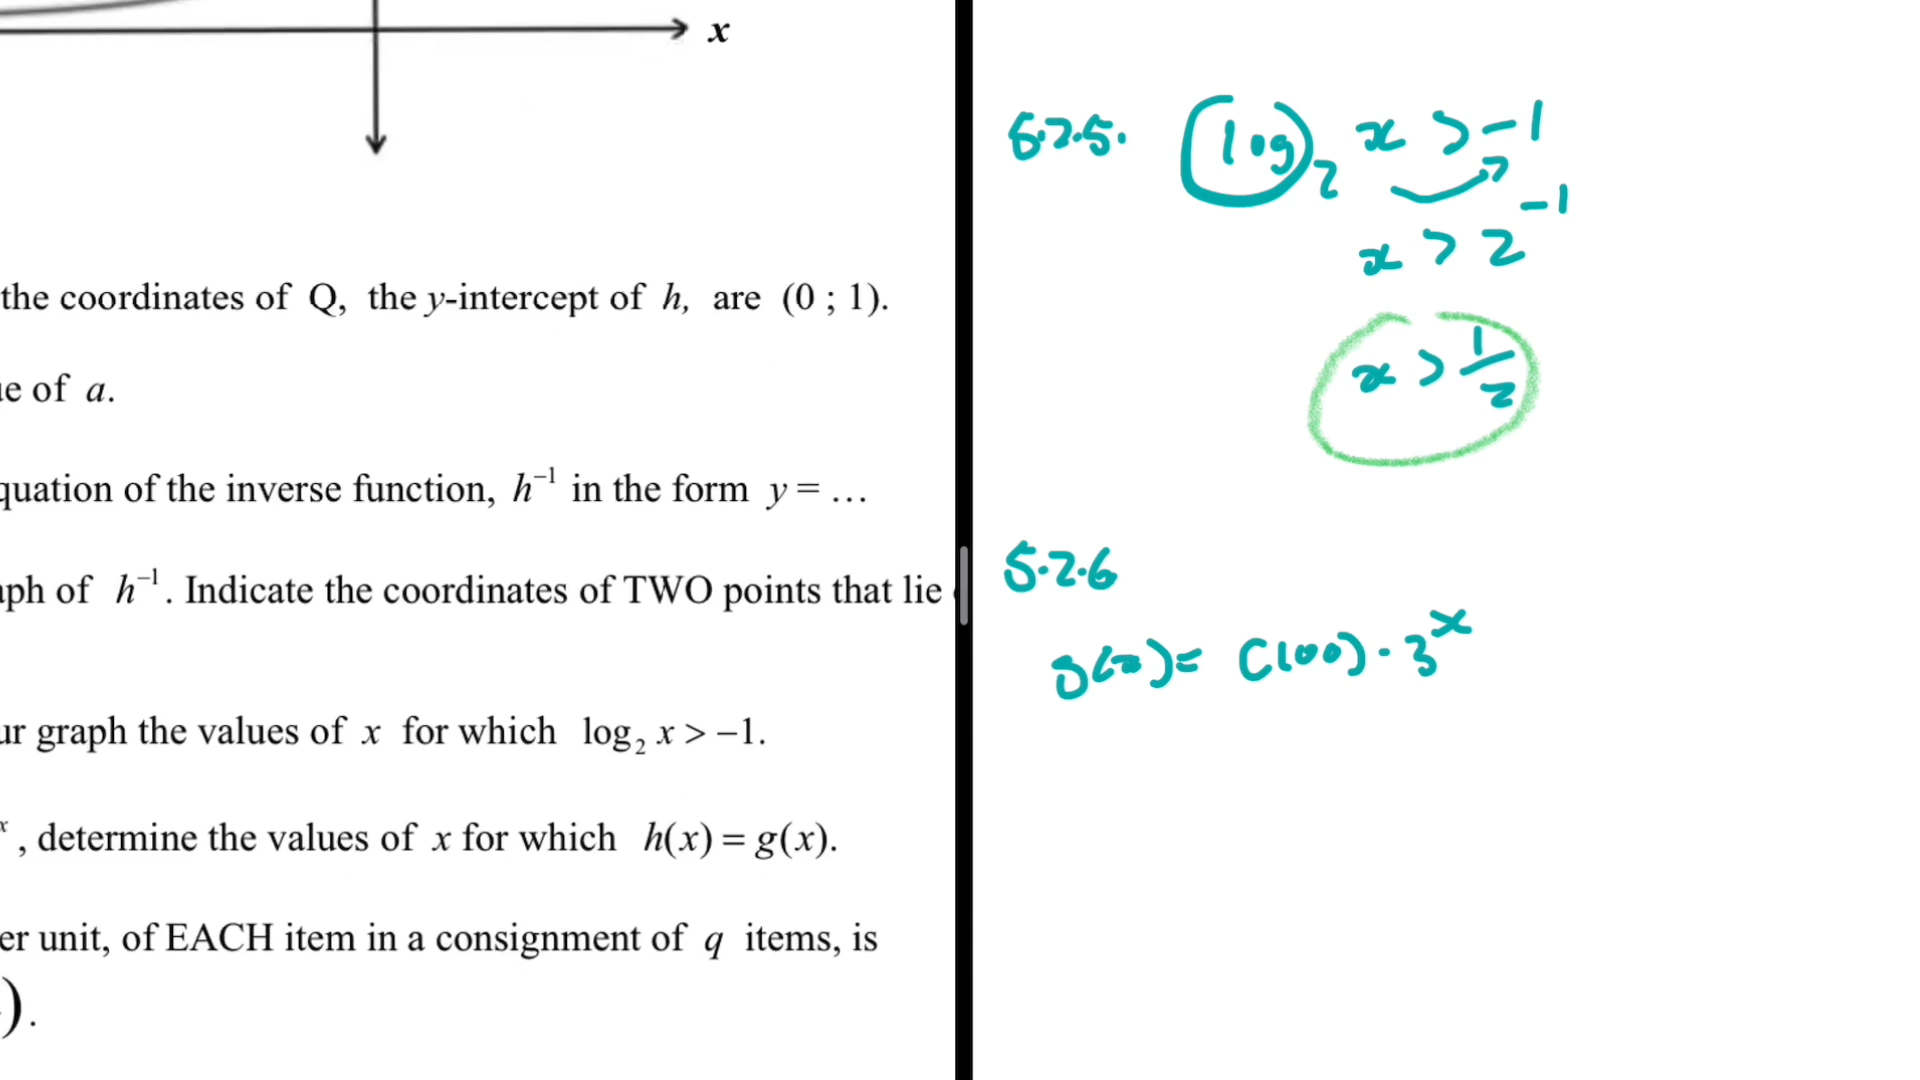 x
the coordinates of Q, the y-intercept of h, are (0 ; 1).
e of a.
quation of the inverse function, h⁻¹ in the form y = …
ph of h⁻¹. Indicate the coordinates of TWO points that lie
ur graph the values of x for which log₂ x > −1.
x , determine the values of x for which h(x) = g(x).
er unit, of EACH item in a consignment of q items, is
).
5.2.5. log₂ x > -1
x > 2⁻¹
x > 1/2
5.2.6
g(x) = (100) · 3ˣ